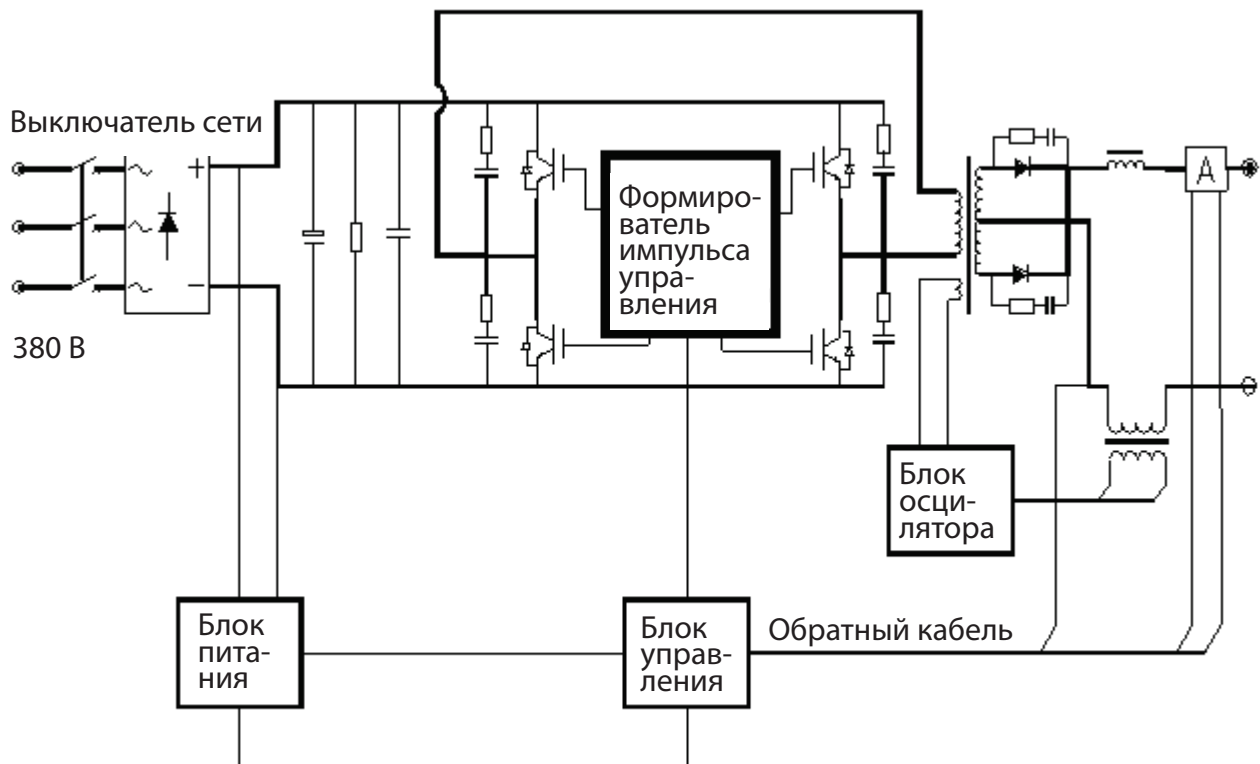 Выключатель сети
380 В
+
−
Формиро-
ватель
импульса
упра-
вления
A
Блок
осци-
лятора
Блок
пита-
ния
Блок
управ-
ления
Обратный кабель